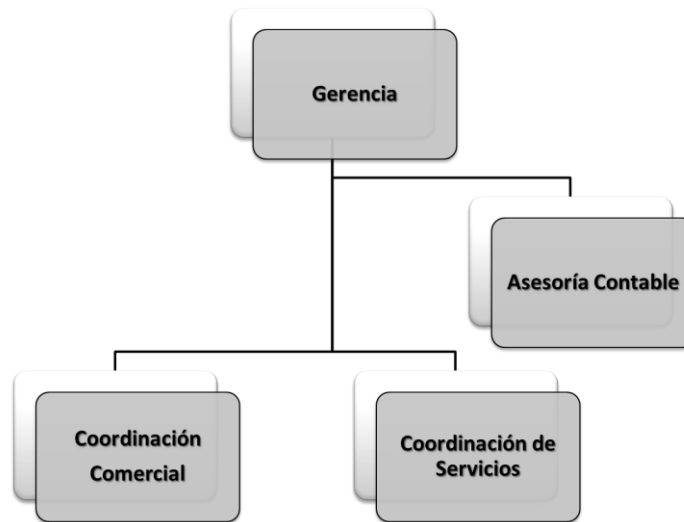 Gerencia
Asesoría Contable
Coordinación
Comercial
Coordinación de
Servicios